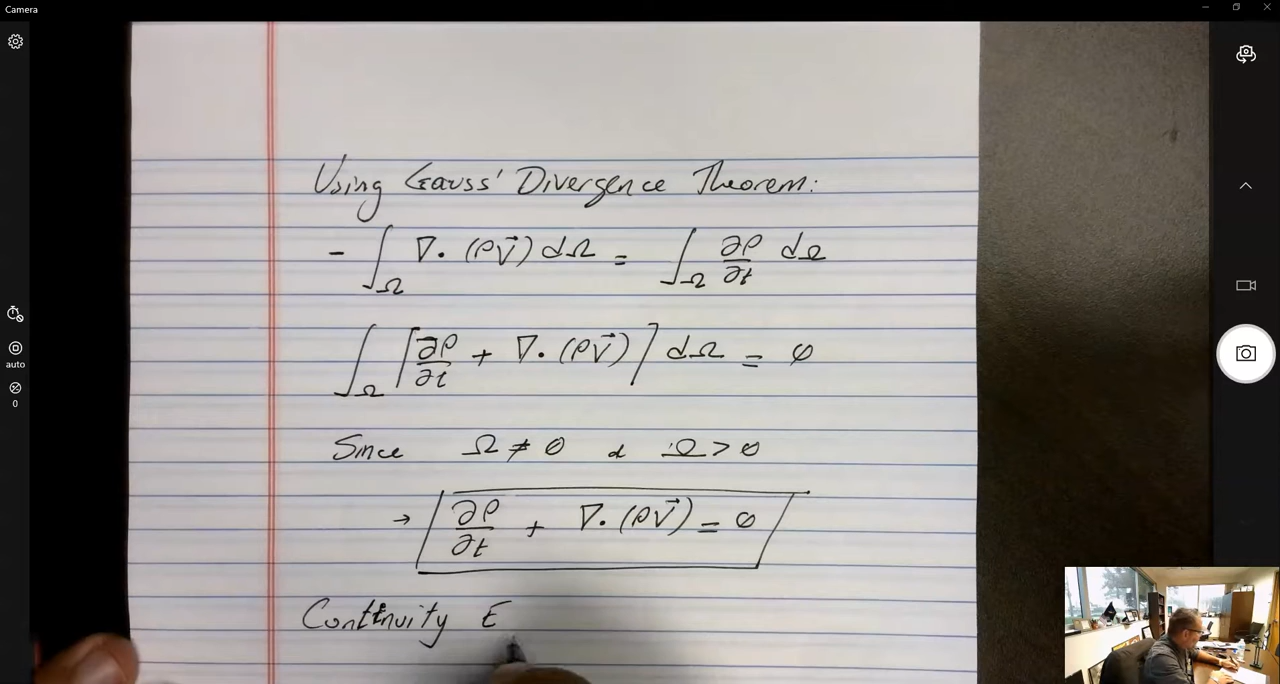 Camera
Using Gauss' Divergence Theorem:
- ∫_Ω ∇·(ρV⃗) dΩ = ∫_Ω ∂ρ/∂t dΩ
∫_Ω [∂ρ/∂t + ∇·(ρV⃗)] dΩ = 0
Since Ω ≠ 0 & Ω > 0
→ ∂ρ/∂t + ∇·(ρV⃗) = 0
Continuity E
auto
0